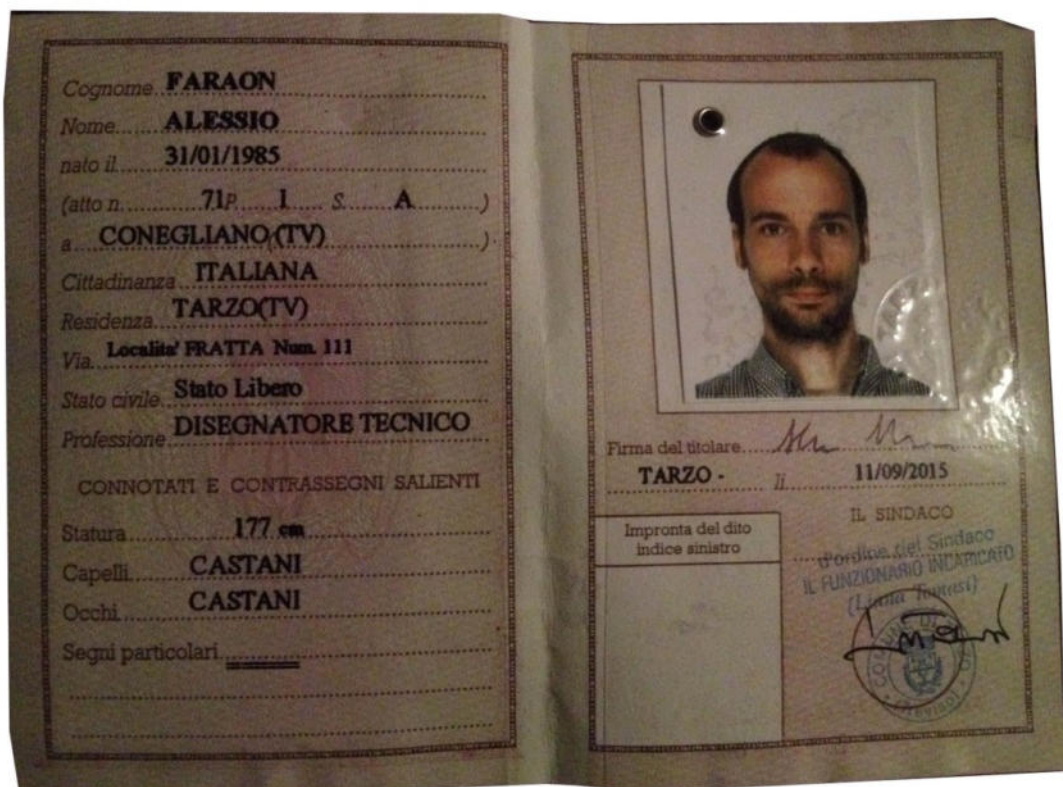 Cognome FARAON
Nome ALESSIO
nato il 31/01/1985
(atto n. 71 P. I S. A )
a CONEGLIANO (TV) )
Cittadinanza ITALIANA
Residenza TARZO(TV)
Via Localita' FRATTA Num. 111
Stato civile Stato Libero
Professione DISEGNATORE TECNICO
CONNOTATI E CONTRASSEGNI SALIENTI
Statura 177 cm
Capelli CASTANI
Occhi CASTANI
Segni particolari
Firma del titolare
TARZO - li 11/09/2015
IL SINDACO
Impronta del dito
indice sinistro
d'ordine del Sindaco
IL FUNZIONARIO INCARICATO